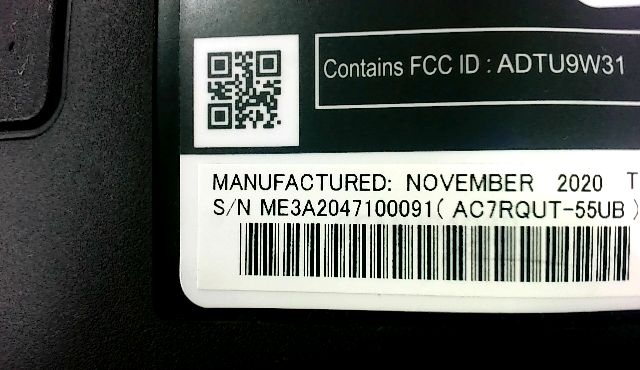 Contains FCC ID : ADTU9W31
MANUFACTURED: NOVEMBER 2020 T
S/N ME3A2047100091( AC7RQUT-55UB )